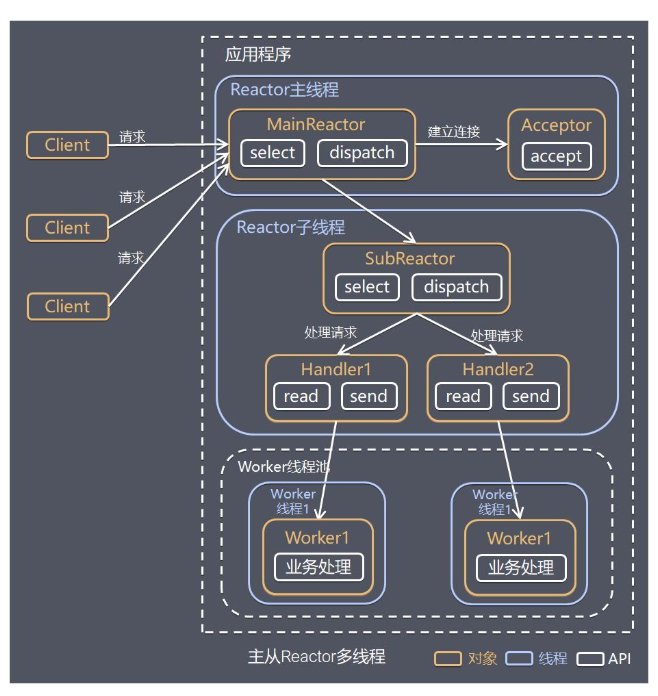 应用程序
Reactor主线程
MainReactor
select
dispatch
建立连接
Acceptor
accept
Client
请求
Client
请求
Client
请求
Reactor子线程
SubReactor
select
dispatch
处理请求
处理请求
Handler1
read
send
Handler2
read
send
Worker线程池
Worker
线程1
Worker1
业务处理
Worker
线程1
Worker1
业务处理
主从Reactor多线程
对象
线程
API